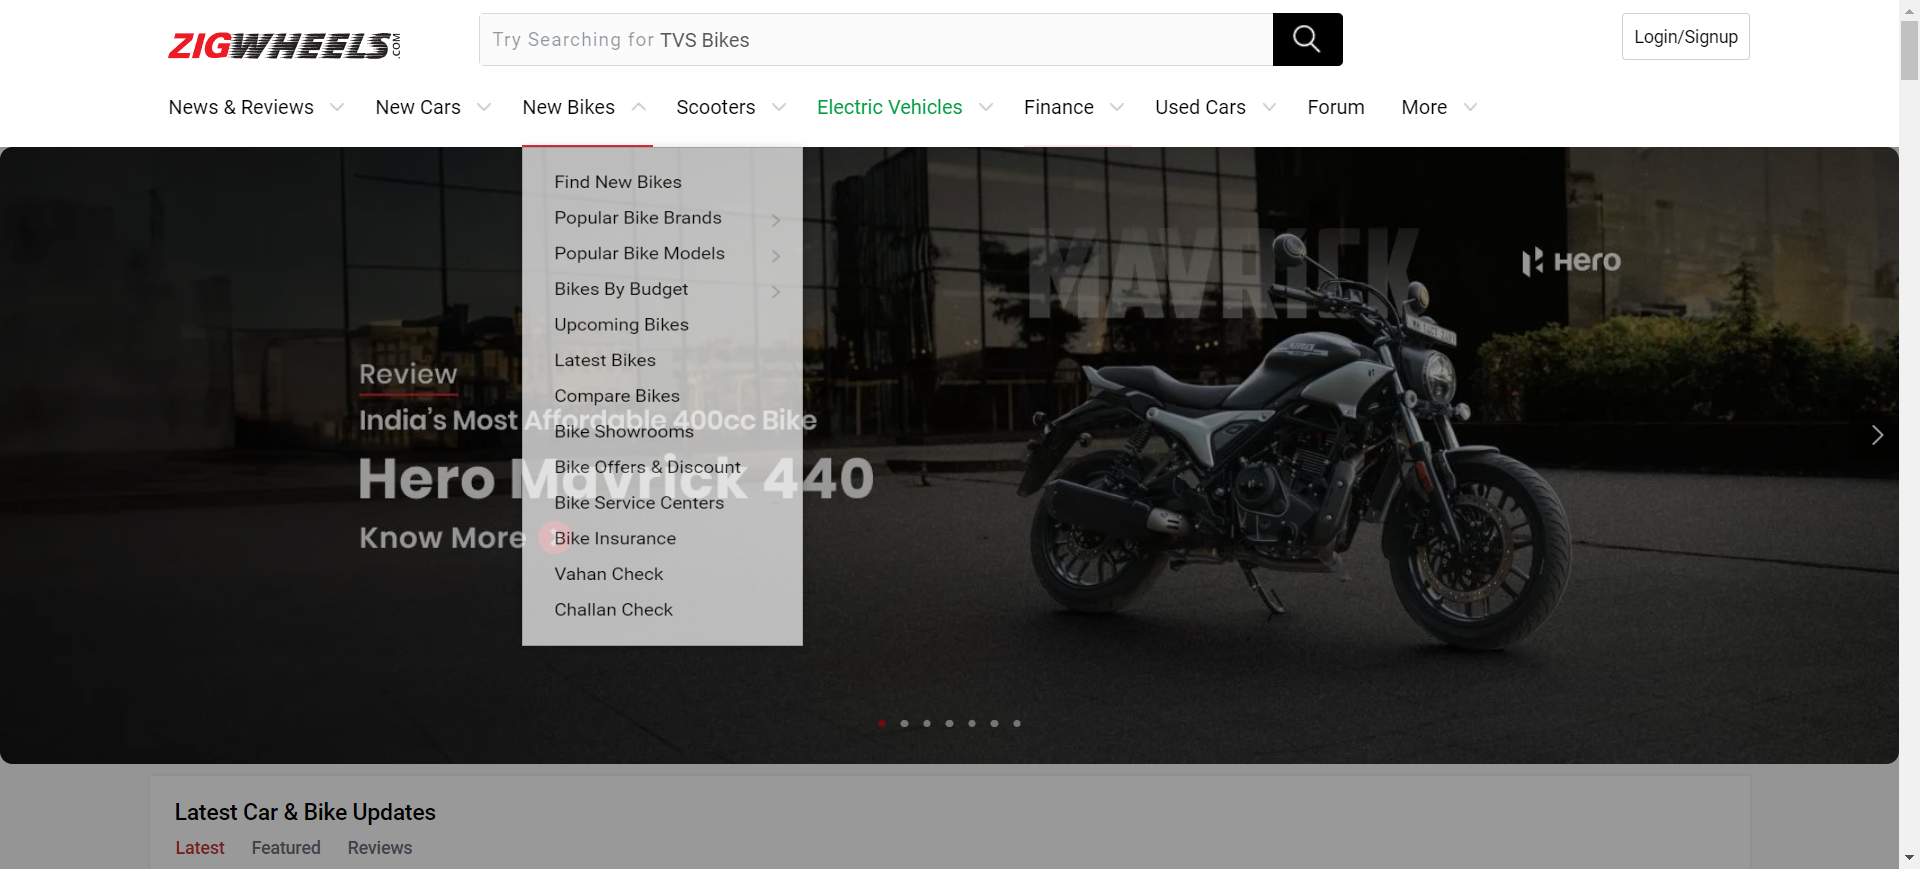 ZIGWHEELS.COM
Try Searching for TVS Bikes
Login/Signup
News & Reviews
New Cars
New Bikes
Scooters
Electric Vehicles
Finance
Used Cars
Forum
More
Find New Bikes
Popular Bike Brands
Popular Bike Models
Bikes By Budget
Upcoming Bikes
Latest Bikes
Compare Bikes
Bike Showrooms
Bike Offers & Discount
Bike Service Centers
Bike Insurance
Vahan Check
Challan Check
Review
India's Most Affordable 400cc Bike
Hero Mavrick 440
Know More
MAVRICK
Hero
Latest Car & Bike Updates
Latest
Featured
Reviews